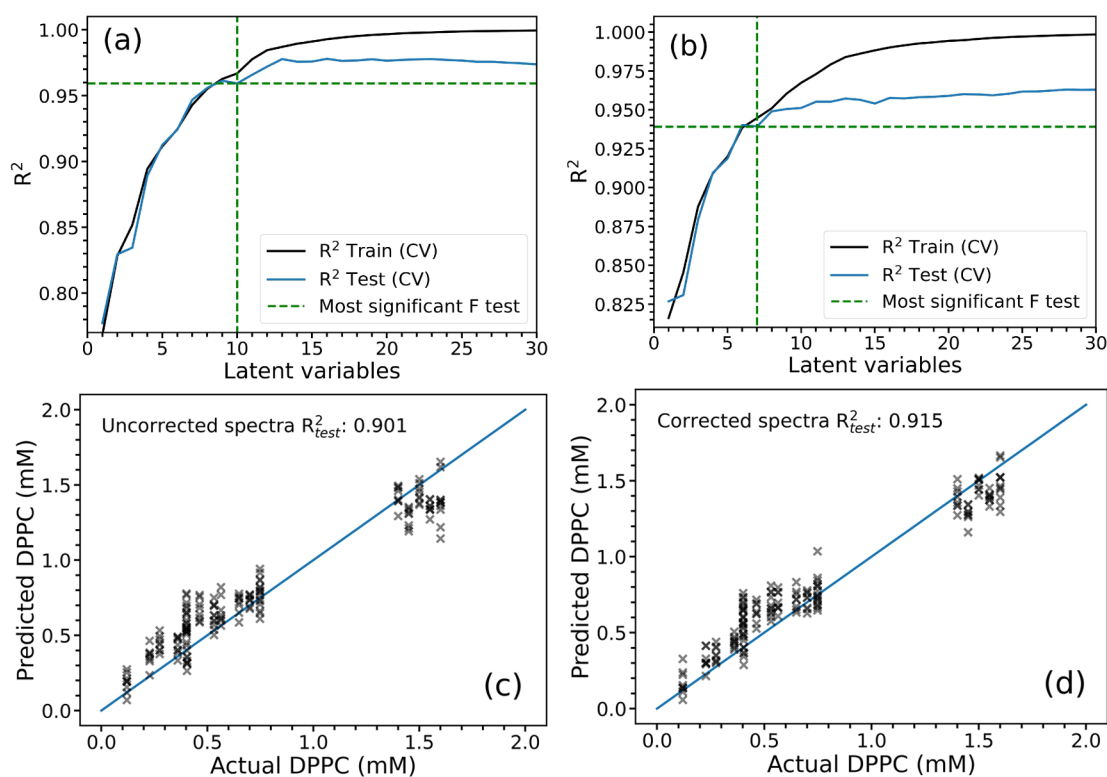 (a)
1.00
0.95
0.90
0.85
0.80
R²
R² Train (CV)
R² Test (CV)
Most significant F test
0 5 10 15 20 25 30
Latent variables
(b)
1.000
0.975
0.950
0.925
0.900
0.875
0.850
0.825
R²
R² Train (CV)
R² Test (CV)
Most significant F test
0 5 10 15 20 25 30
Latent variables
Uncorrected spectra R²test: 0.901
2.0
1.5
1.0
0.5
0.0
Predicted DPPC (mM)
(c)
0.0 0.5 1.0 1.5 2.0
Actual DPPC (mM)
Corrected spectra R²test: 0.915
2.0
1.5
1.0
0.5
0.0
Predicted DPPC (mM)
(d)
0.0 0.5 1.0 1.5 2.0
Actual DPPC (mM)